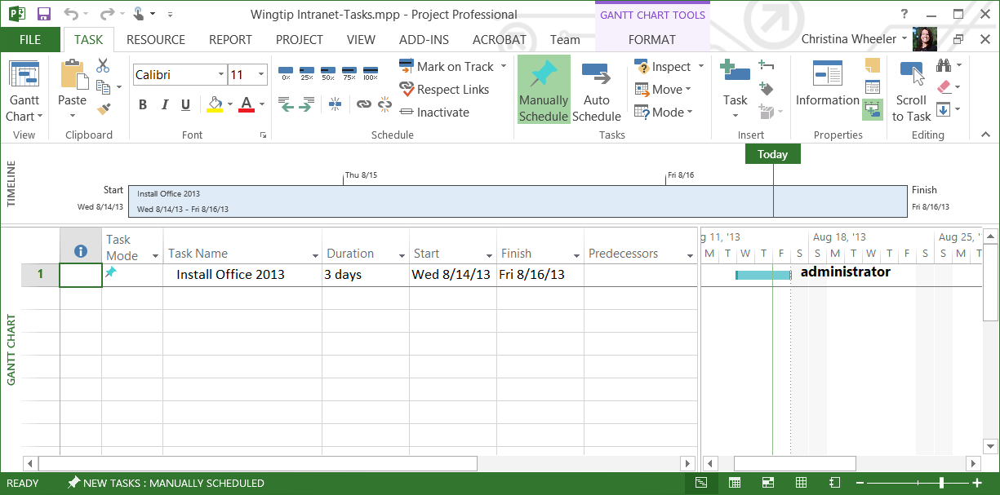 Wingtip Intranet-Tasks.mpp - Project Professional
GANTT CHART TOOLS
?
FILE
TASK
RESOURCE
REPORT
PROJECT
VIEW
ADD-INS
ACROBAT
Team
FORMAT
Christina Wheeler
Gantt
Chart
View
Paste
Clipboard
Calibri
11
B I U
A
Font
0% 25% 50% 75% 100%
Mark on Track
Respect Links
Inactivate
Schedule
Manually
Schedule
Auto
Schedule
Inspect
Move
Mode
Tasks
Task
Insert
Information
Properties
Scroll
to Task
Editing
TIMELINE
Today
Thu 8/15
Fri 8/16
Start
Wed 8/14/13
Install Office 2013
Wed 8/14/13 - Fri 8/16/13
Finish
Fri 8/16/13
GANTT CHART
Task
Mode
Task Name
Duration
Start
Finish
Predecessors
g 11, '13
Aug 18, '13
Aug 25, '
M T W T F S S M T W T F S S M T
1
Install Office 2013
3 days
Wed 8/14/13
Fri 8/16/13
administrator
READY
NEW TASKS : MANUALLY SCHEDULED